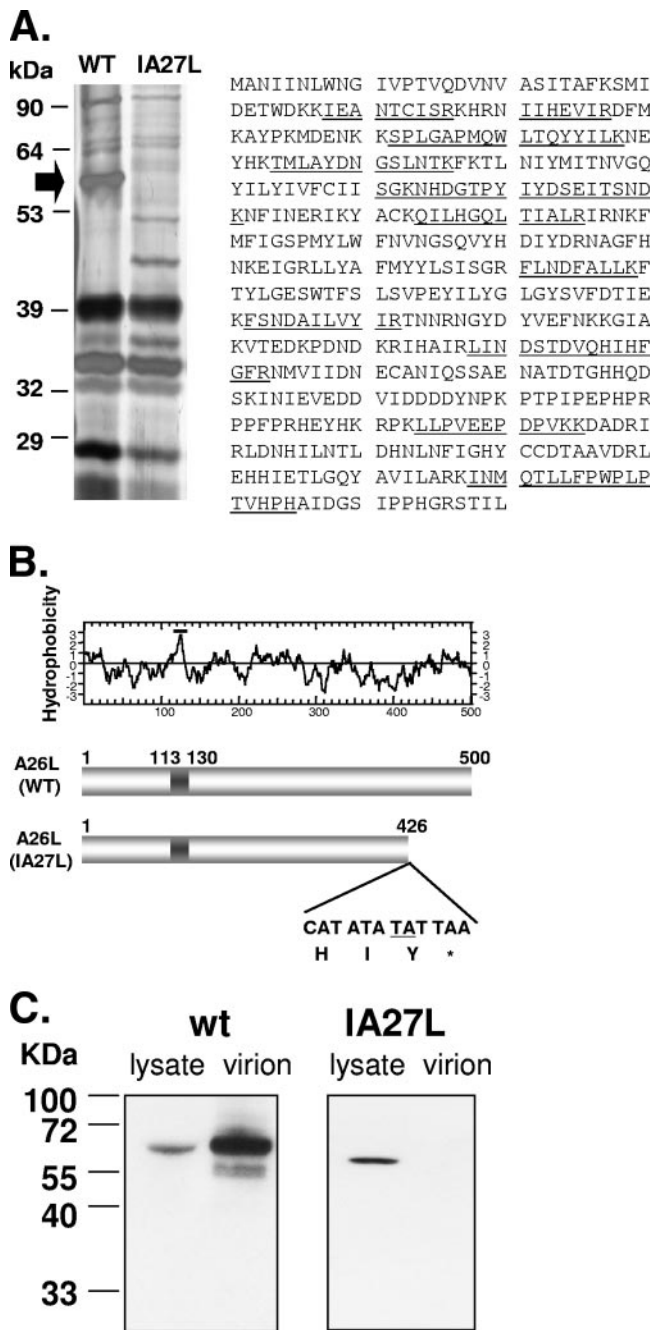 A.
kDa WT IA27L
90
64
53
39
32
29
MANIINLWNG IVPTVQDVNV ASITAFKSMI
DETWDKKIEA NTCISRKHRN IIHEVIRDFM
KAYPKMDENK KSPLGAPMQW LTQYYILKNE
YHKTMLAYDN GSLNTKFKTL NIYMITNVGQ
YILYIVFCII SGKNHDGTPY IYDSEITSND
KNFINERIKY ACKQILHGQL TIALRIRNKF
MFIGSPMYLW FNVNGSQVYH DIYDRNAGFH
NKEIGRLLYA FMYYLSISGR FLNDFALLKF
TYLGESWTFS LSVPEYILYG LGYSVFDTIE
KFSNDAILVY IRTNNRNGYD YVEFNKKGIA
KVTEDKPDND KRIHAIRLIN DSTDVQHIHF
GFRNMVIIDN ECANIQSSAE NATDTGHHQD
SKINIEVEDD VIDDDDYNPK PTPIPEPHPR
PPFPRHEYHK RPKLLPVEEP DPVKKDADRI
RLDNHILNTL DHNLNFIGHY CCDTAAVDRL
EHHIETLGQY AVILARKINM QTLLFPWPLP
TVHPHAIDGS IPPHGRSTIL
B.
Hydrophobicity
3 3
2 2
1 1
0 0
-1 -1
-2 -2
-3 -3
100 200 300 400 500
1 113 130 500
A26L
(WT)
1 426
A26L
(IA27L)
CAT ATA TAT TAA
H I Y *
C.
wt IA27L
KDa lysate virion lysate virion
100
72
55
40
33